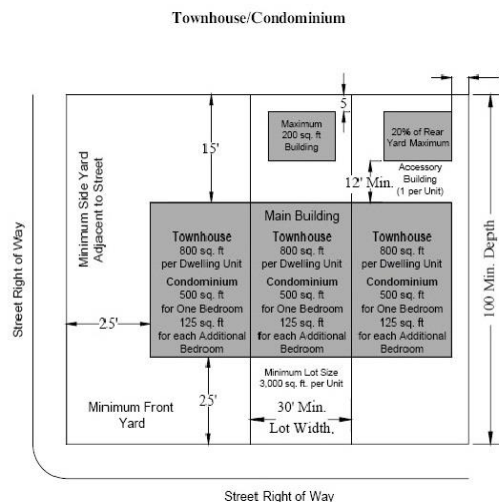 Townhouse/Condominium
5
Maximum
200 sq. ft
Building
20% of Rear
Yard Maximum
15'
12' Min.
Accessory
Building
(1 per Unit)
Minimum Side Yard
Adjacent to Street
Street Right of Way
Main Building
Townhouse
800 sq. ft
per Dwelling Unit
Condominium
500 sq. ft
for One Bedroom
125 sq. ft
for each Additional
Bedroom
Townhouse
800 sq. ft
per Dwelling Unit
Condominium
500 sq. ft
for One Bedroom
125 sq. ft
for each Additional
Bedroom
Townhouse
800 sq. ft
per Dwelling Unit
Condominium
500 sq. ft
for One Bedroom
125 sq. ft
for each Additional
Bedroom
100 Min. Depth
25'
25'
Minimum Lot Size
3,000 sq. ft. per Unit
Minimum Front
Yard
30' Min.
Lot Width.
Street Right of Way